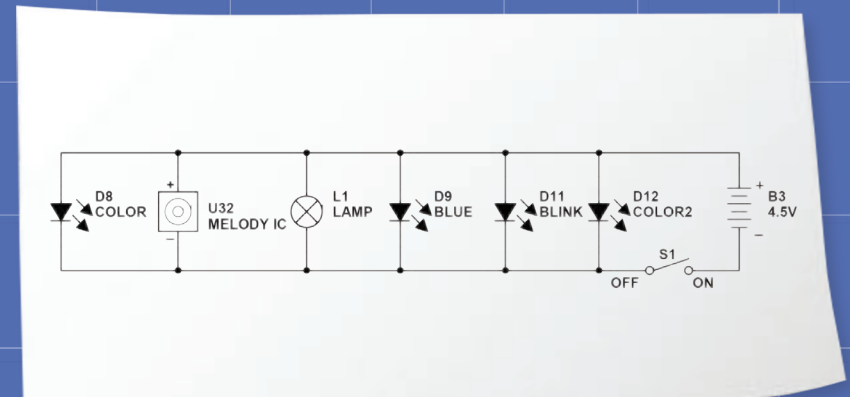 D8
COLOR
+
−
U32
MELODY IC
L1
LAMP
D9
BLUE
D11
BLINK
D12
COLOR2
+
B3
4.5V
−
S1
OFF
ON